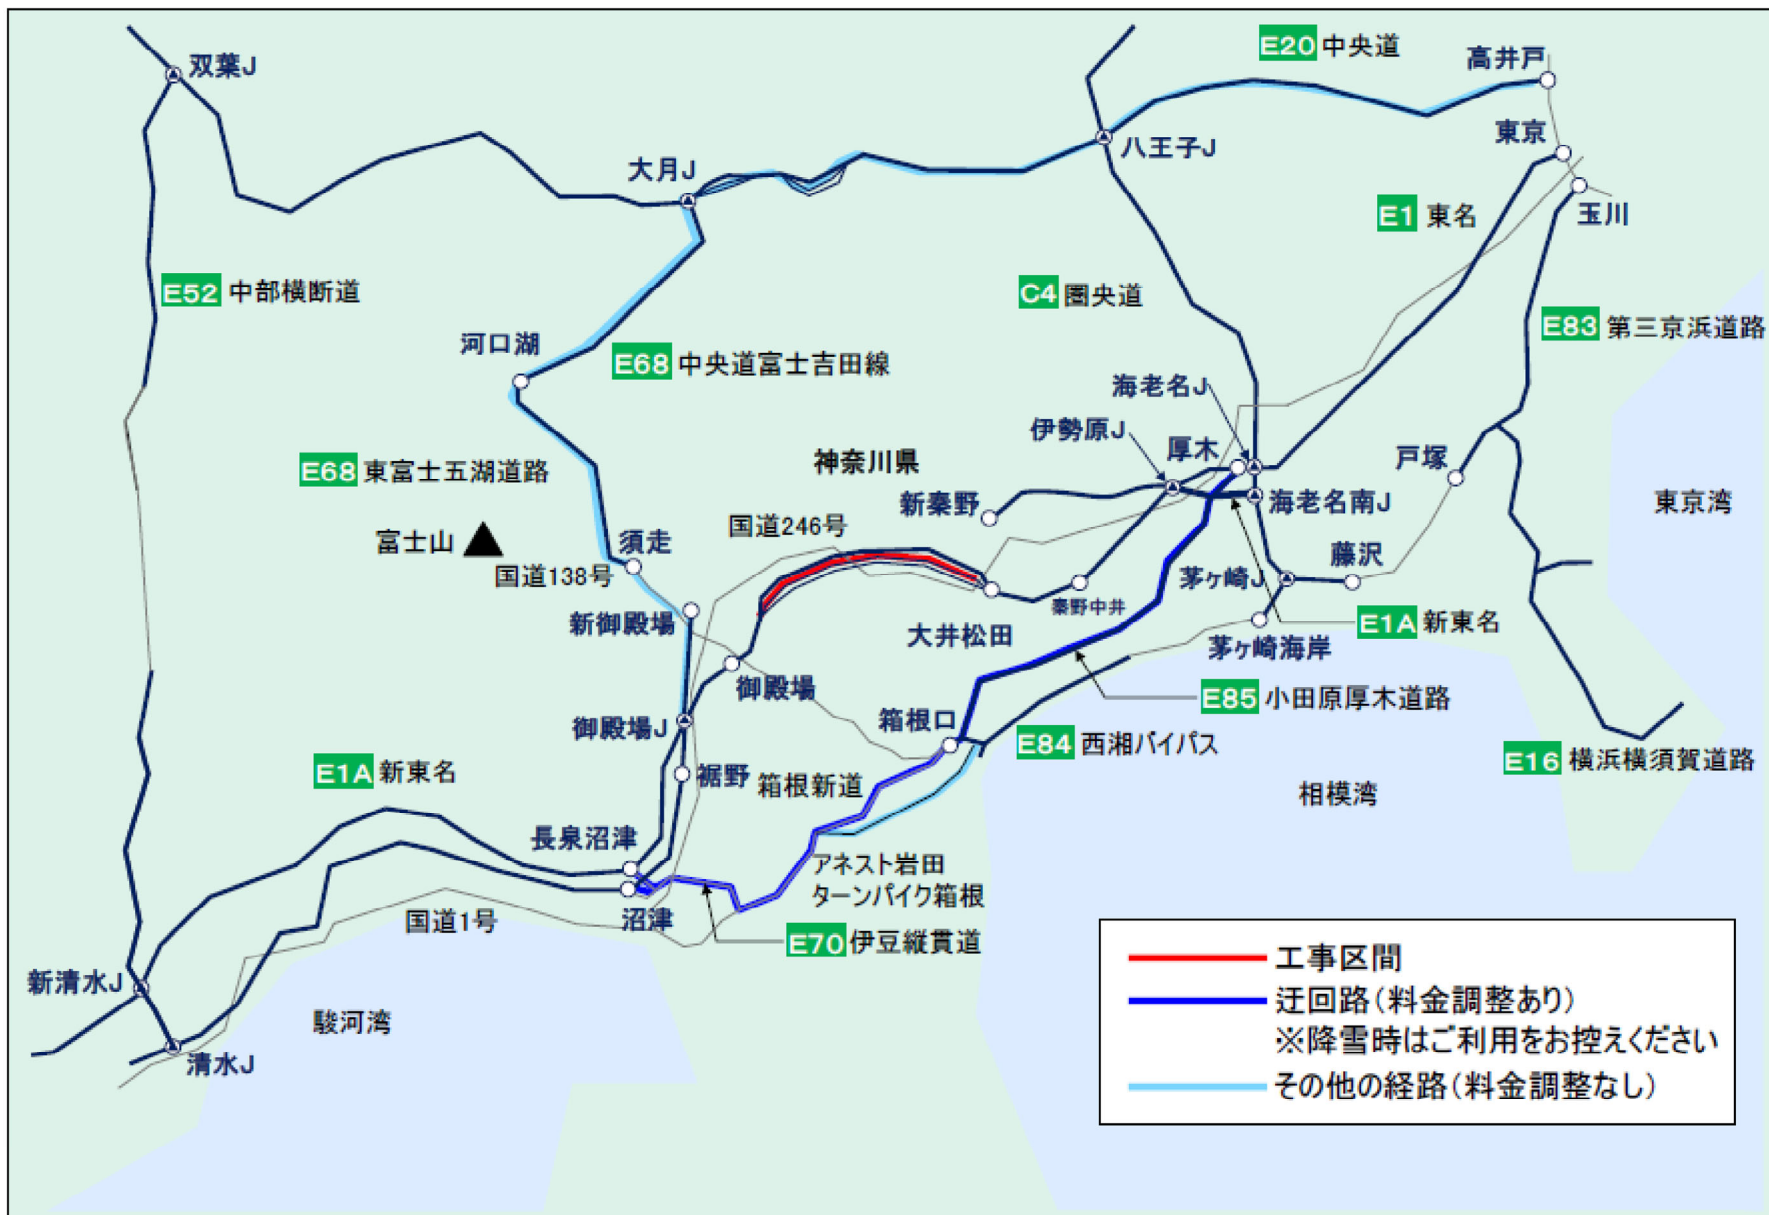 E20 中央道
高井戸
双葉J
東京
八王子J
大月J
玉川
E1 東名
E52 中部横断道
C4 圏央道
E83 第三京浜道路
河口湖
E68 中央道富士吉田線
海老名J
伊勢原J
厚木
神奈川県
戸塚
E68 東富士五湖道路
新秦野
海老名南J
東京湾
国道246号
富士山
須走
国道138号
藤沢
茅ヶ崎J
秦野中井
新御殿場
大井松田
E1A 新東名
茅ヶ崎海岸
御殿場
E85 小田原厚木道路
箱根口
御殿場J
E84 西湘バイパス
E16 横浜横須賀道路
E1A 新東名
裾野
箱根新道
相模湾
長泉沼津
アネスト岩田
ターンパイク箱根
沼津
国道1号
E70 伊豆縦貫道
新清水J
駿河湾
清水J
工事区間
迂回路(料金調整あり)
※降雪時はご利用をお控えください
その他の経路(料金調整なし)